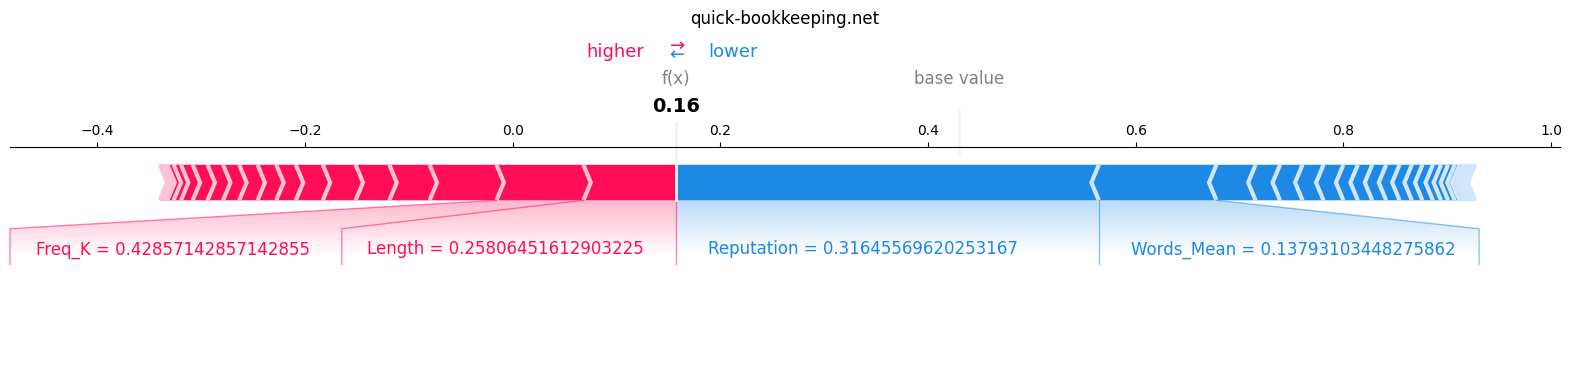 quick-bookkeeping.net
higher → ← lower
f(x) base value
0.16
−0.4 −0.2 0.0 0.2 0.4 0.6 0.8 1.0
Freq_K = 0.42857142857142855 Length = 0.25806451612903225 Reputation = 0.31645569620253167 Words_Mean = 0.13793103448275862